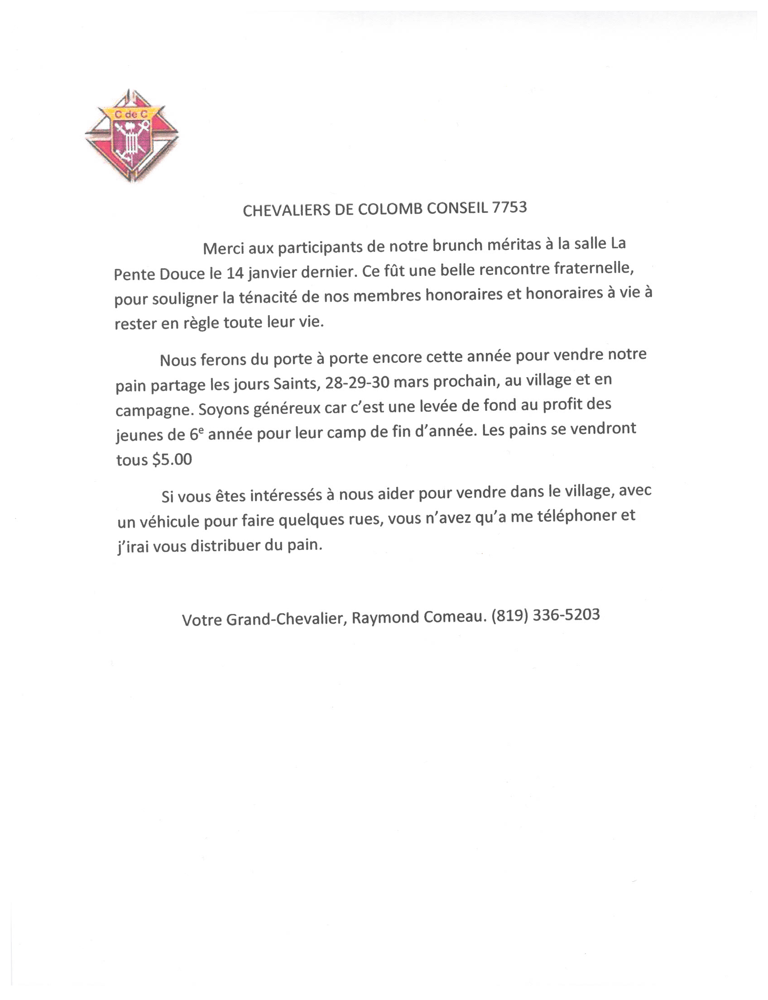 C de C
CHEVALIERS DE COLOMB CONSEIL 7753
Merci aux participants de notre brunch méritas à la salle La
Pente Douce le 14 janvier dernier. Ce fût une belle rencontre fraternelle,
pour souligner la ténacité de nos membres honoraires et honoraires à vie à
rester en règle toute leur vie.
Nous ferons du porte à porte encore cette année pour vendre notre
pain partage les jours Saints, 28-29-30 mars prochain, au village et en
campagne. Soyons généreux car c’est une levée de fond au profit des
jeunes de 6ᵉ année pour leur camp de fin d’année. Les pains se vendront
tous $5.00
Si vous êtes intéressés à nous aider pour vendre dans le village, avec
un véhicule pour faire quelques rues, vous n’avez qu’a me téléphoner et
j’irai vous distribuer du pain.
Votre Grand-Chevalier, Raymond Comeau. (819) 336-5203